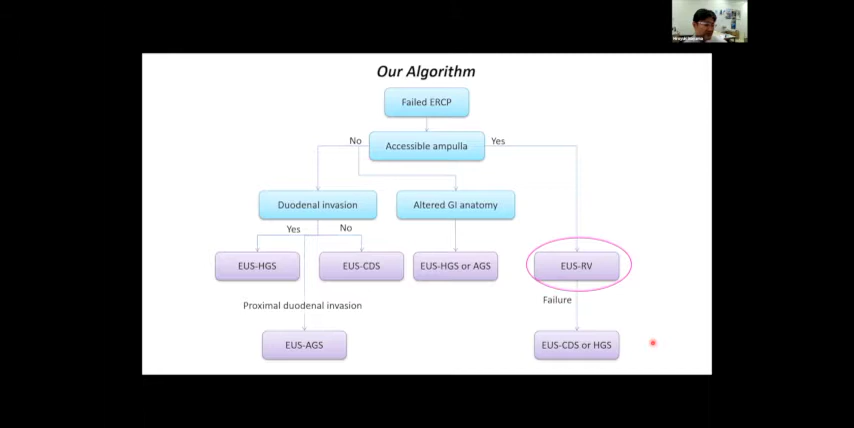 Our Algorithm
Failed ERCP
Accessible ampulla
No
Yes
Duodenal invasion
Altered GI anatomy
Yes
No
EUS-HGS
EUS-CDS
EUS-HGS or AGS
EUS-RV
Proximal duodenal invasion
Failure
EUS-AGS
EUS-CDS or HGS